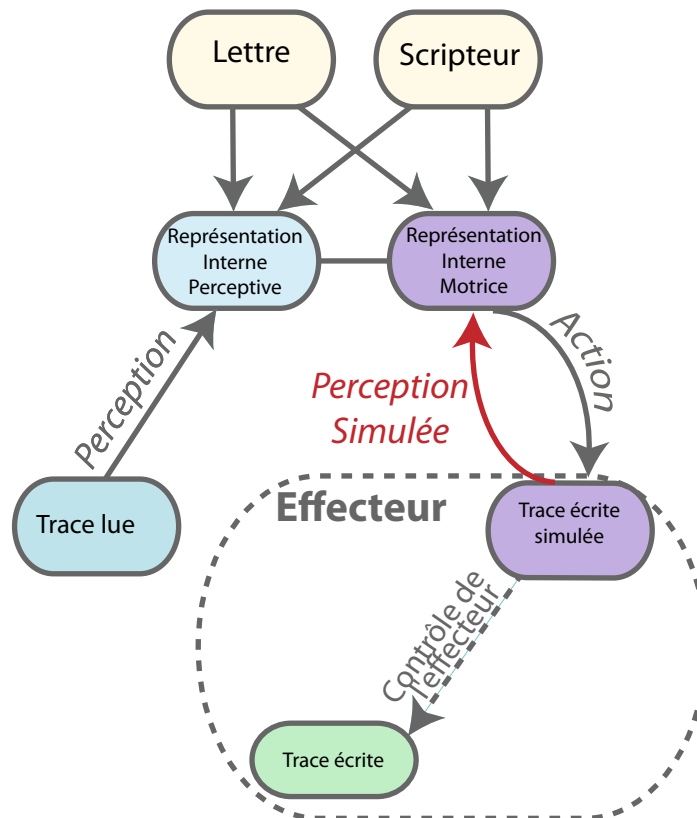 Lettre
Scripteur
Représentation
Interne
Perceptive
Représentation
Interne
Motrice
Perception
Action
Perception
Simulée
Trace lue
Effecteur
Trace écrite
simulée
Contrôle de
l'effecteur
Trace écrite